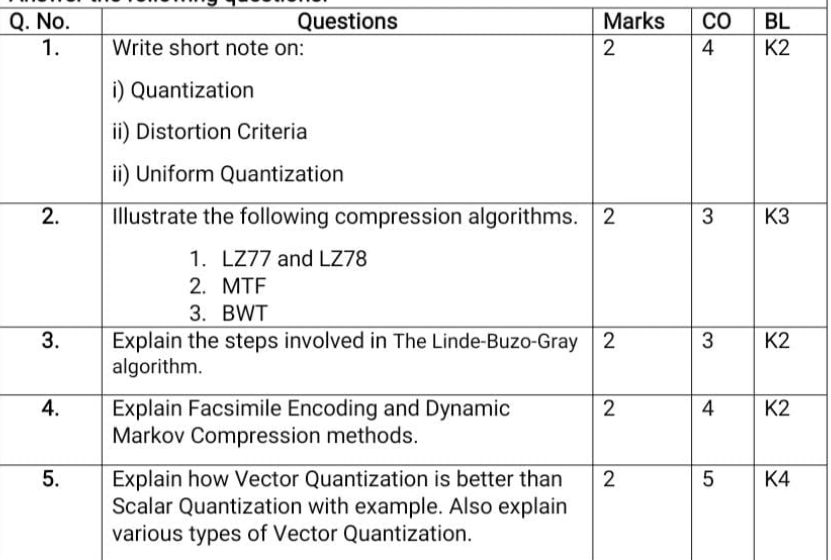 Q. No. Questions Marks CO BL
1. Write short note on: 2 4 K2
i) Quantization
ii) Distortion Criteria
ii) Uniform Quantization
2. Illustrate the following compression algorithms. 2 3 K3
1. LZ77 and LZ78
2. MTF
3. BWT
3. Explain the steps involved in The Linde-Buzo-Gray 2 3 K2
algorithm.
4. Explain Facsimile Encoding and Dynamic 2 4 K2
Markov Compression methods.
5. Explain how Vector Quantization is better than 2 5 K4
Scalar Quantization with example. Also explain
various types of Vector Quantization.